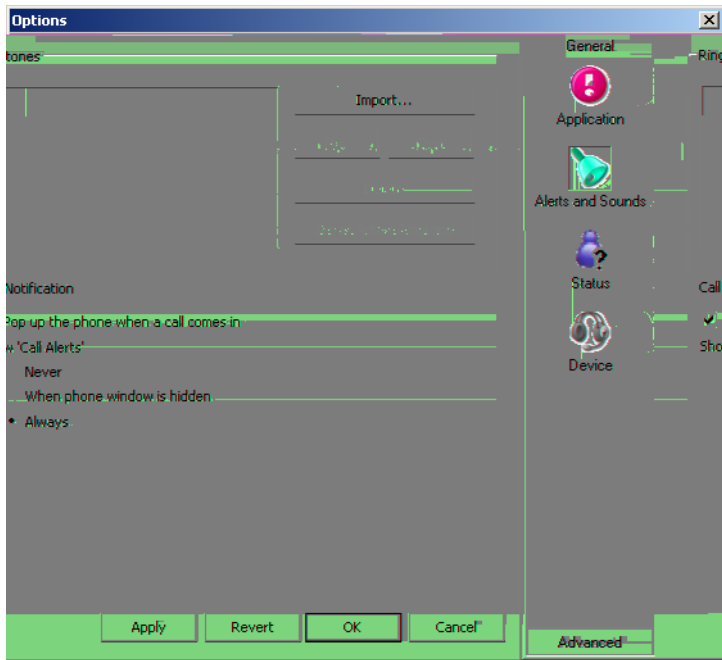 Options
General
tones
Ring
Import...
Application
Alerts and Sounds
Status
Notification
Call
Pop up the phone when a call comes in
w 'Call Alerts'
Sho
Device
Never
When phone window is hidden
Always
Apply
Revert
OK
Cancel
Advanced